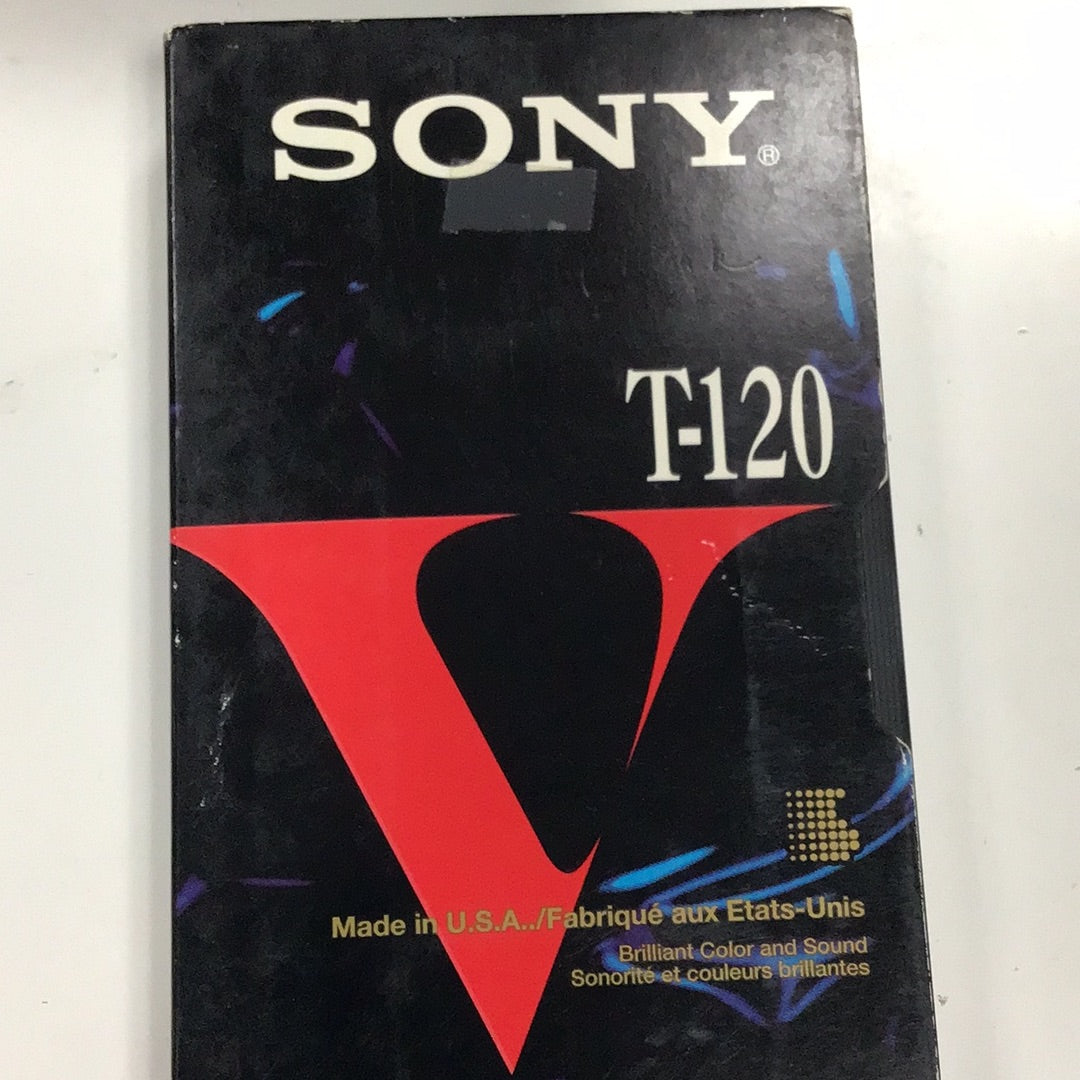 SONY®
T-120
V
Made in U.S.A../Fabriqué aux Etats-Unis
Brilliant Color and Sound
Sonorité et couleurs brillantes